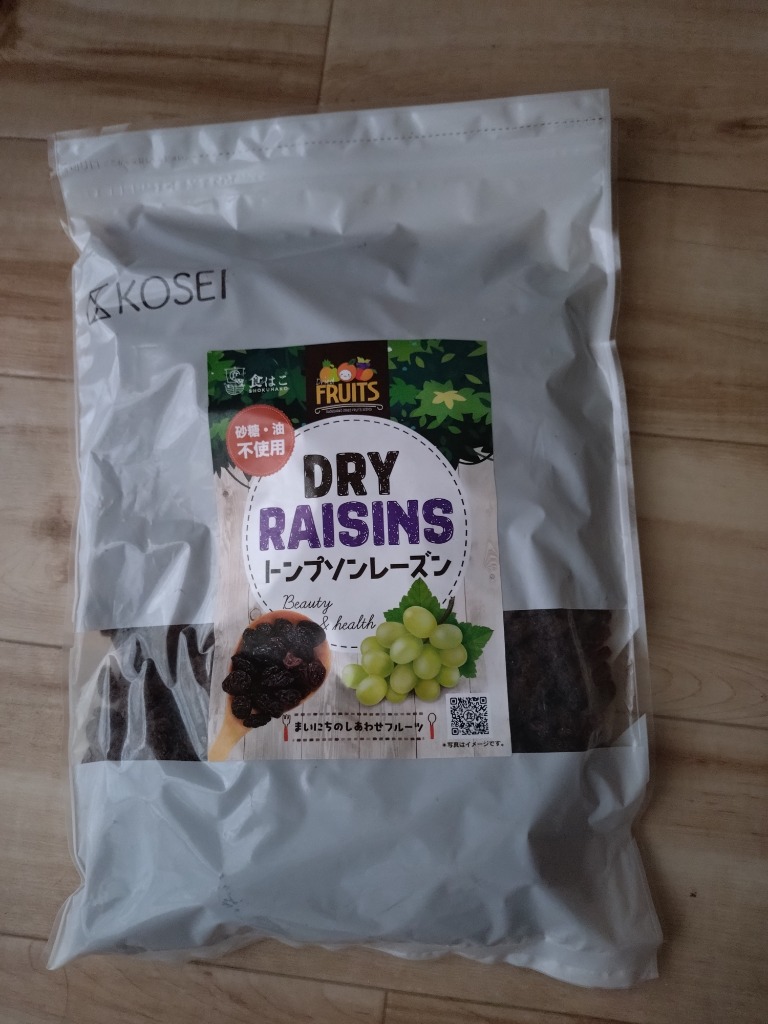 KOSEI
食はこ
SHOKUHAKO
FRUITS
砂糖・油
不使用
DRY
RAISINS
トンプソンレーズン
Beauty
& health
まいにちのしあわせフルーツ
*写真はイメージです。